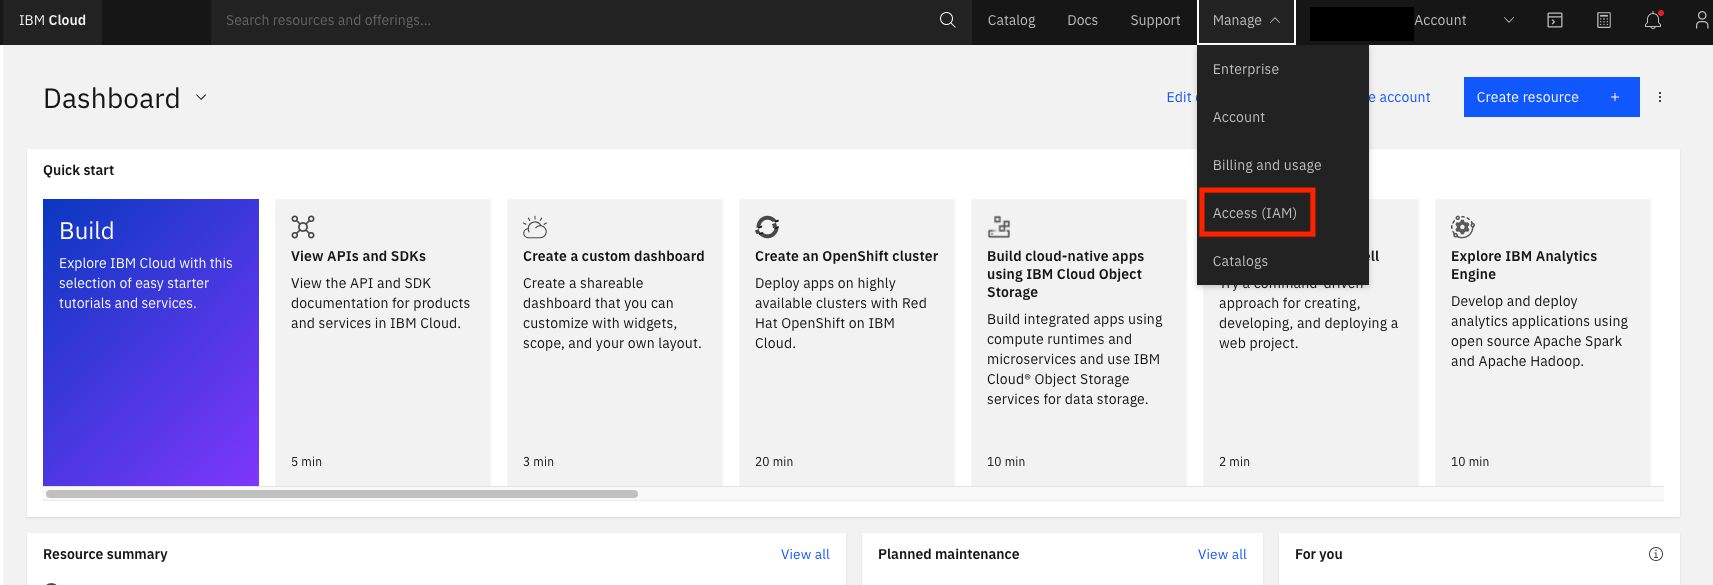 IBM Cloud
Search resources and offerings...
Catalog
Docs
Support
Manage
Account
Enterprise
Account
Billing and usage
Access (IAM)
Catalogs
Dashboard
Edit
account
Create resource +
Quick start
Build
Explore IBM Cloud with this
selection of easy starter
tutorials and services.
View APIs and SDKs
View the API and SDK
documentation for products
and services in IBM Cloud.
5 min
Create a custom dashboard
Create a shareable
dashboard that you can
customize with widgets,
scope, and your own layout.
3 min
Create an OpenShift cluster
Deploy apps on highly
available clusters with Red
Hat OpenShift on IBM
Cloud.
20 min
Build cloud-native apps
using IBM Cloud Object
Storage
Build integrated apps using
compute runtimes and
microservices and use IBM
Cloud® Object Storage
services for data storage.
10 min
Try a command-driven
approach for creating,
developing, and deploying a
web project.
2 min
Explore IBM Analytics
Engine
Develop and deploy
analytics applications using
open source Apache Spark
and Apache Hadoop.
10 min
Resource summary
View all
Planned maintenance
View all
For you